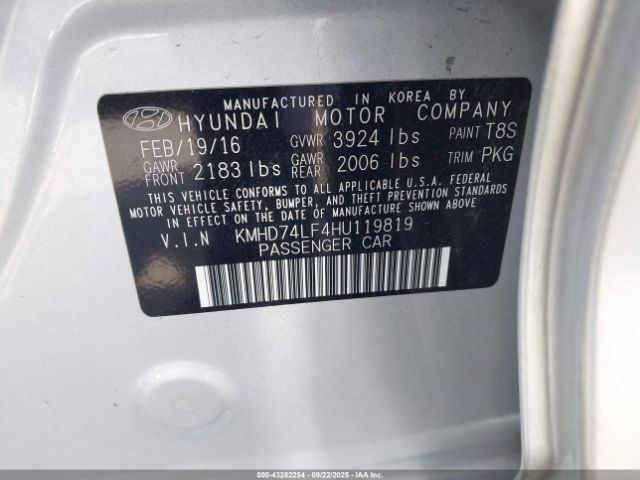 MANUFACTURED IN KOREA BY
HYUNDAI MOTOR COMPANY
FEB/19/16 GVWR 3924 lbs PAINT T8S
GAWR FRONT 2183 lbs GAWR REAR 2006 lbs TRIM PKG
THIS VEHICLE CONFORMS TO ALL APPLICABLE U.S.A. FEDERAL
MOTOR VEHICLE SAFETY, BUMPER, AND THEFT PREVENTION STANDARDS
IN EFFECT ON THE DATE OF MANUFACTURE SHOWN ABOVE
V.I.N KMHD74LF4HU119819
PASSENGER CAR
000-43282254 - 09/22/2025 - IAA Inc.